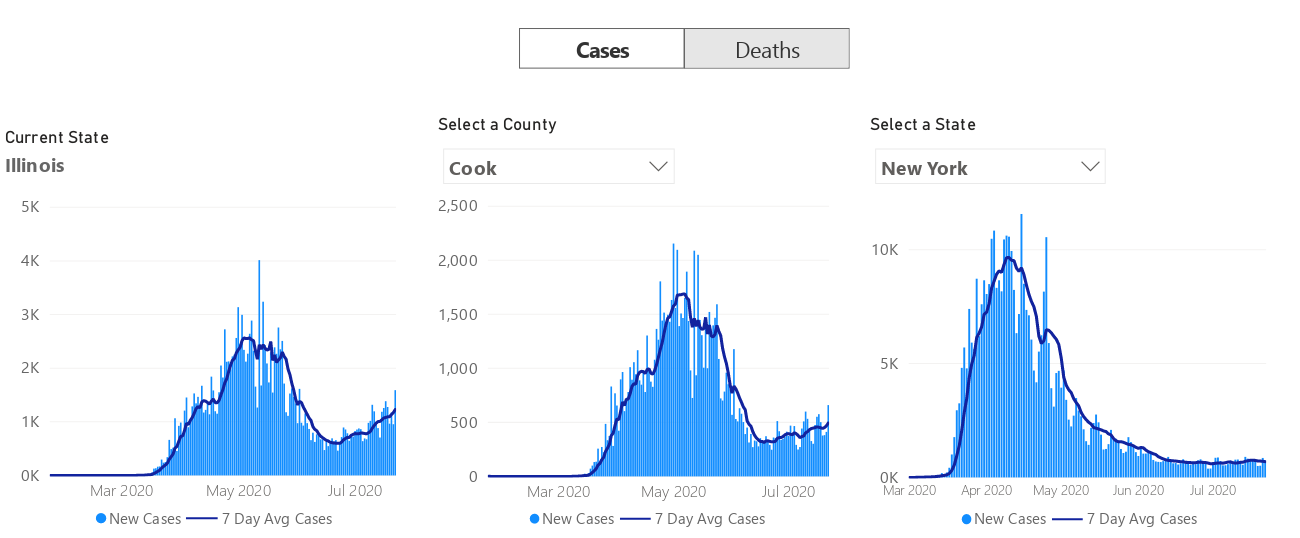 Cases Deaths
Current State
Illinois
5K
4K
3K
2K
1K
0K
Mar 2020 May 2020 Jul 2020
New Cases 7 Day Avg Cases
Select a County
Cook
2,500
2,000
1,500
1,000
500
0
Mar 2020 May 2020 Jul 2020
New Cases 7 Day Avg Cases
Select a State
New York
10K
5K
0K
Mar 2020 Apr 2020 May 2020 Jun 2020 Jul 2020
New Cases 7 Day Avg Cases